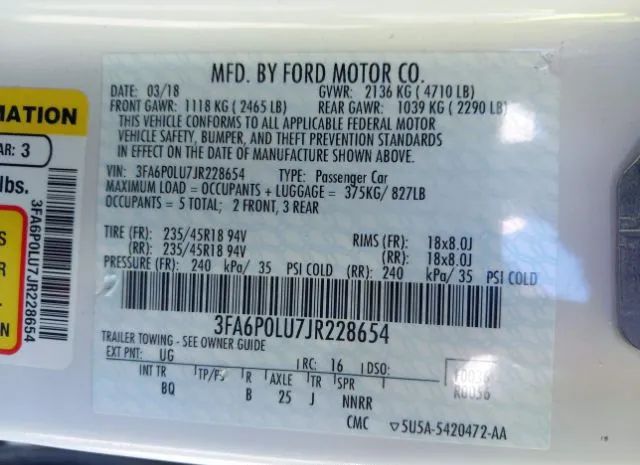 MATION
AR: 3
lbs.
S
S
S
3FA6P0LU7JR228654
MFD. BY FORD MOTOR CO.
DATE: 03/18 GVWR: 2136 KG ( 4710 LB)
FRONT GAWR: 1118 KG ( 2465 LB) REAR GAWR: 1039 KG ( 2290 LB)
THIS VEHICLE CONFORMS TO ALL APPLICABLE FEDERAL MOTOR
VEHICLE SAFETY, BUMPER, AND THEFT PREVENTION STANDARDS
IN EFFECT ON THE DATE OF MANUFACTURE SHOWN ABOVE.
VIN: 3FA6P0LU7JR228654 TYPE: Passenger Car
MAXIMUM LOAD = OCCUPANTS + LUGGAGE = 375KG/ 827LB
OCCUPANTS = 5 TOTAL; 2 FRONT, 3 REAR
TIRE (FR): 235/45R18 94V RIMS (FR): 18x8.0J
(RR): 235/45R18 94V (RR): 18x8.0J
PRESSURE (FR): 240 kPa/ 35 PSI COLD (RR): 240 kPa/ 35 PSI COLD
3FA6P0LU7JR228654
TRAILER TOWING - SEE OWNER GUIDE
EXT PNT: UG RC: 16 DSO:
INT TR TP/PS R AXLE TR SPR
BQ B 25 J NNRR
CMC 5U5A-5420472-AA